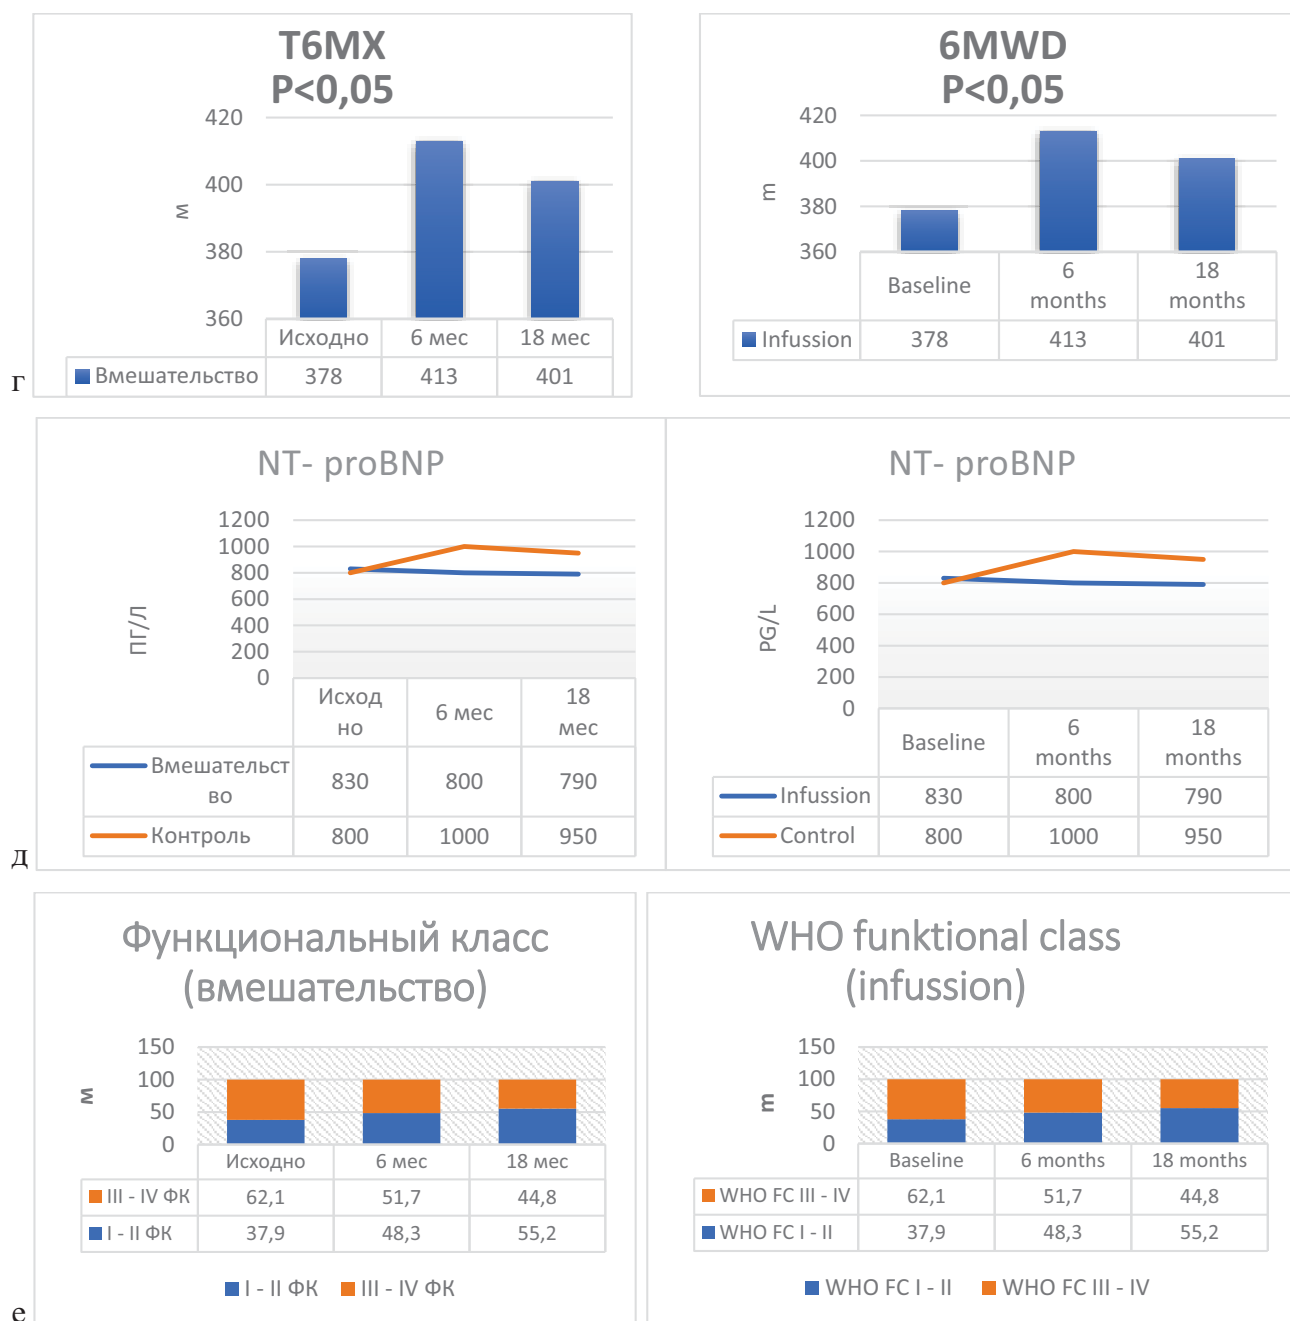 Т6МХ
P<0,05
420
400
380
360
м
Исходно 6 мес 18 мес
Вмешательство 378 413 401
г
6MWD
P<0,05
420
400
380
360
m
Baseline 6 months 18 months
Infussion 378 413 401
NT- proBNP
1200
1000
800
600
400
200
0
ПГ/Л
Исход
но
6 мес
18
мес
Вмешательст
во
830 800 790
Контроль 800 1000 950
д
NT- proBNP
1200
1000
800
600
400
200
0
PG/L
Baseline 6 months 18 months
Infussion 830 800 790
Control 800 1000 950
Функциональный класс
(вмешательство)
150
100
50
0
м
Исходно 6 мес 18 мес
III - IV ФК 62,1 51,7 44,8
I - II ФК 37,9 48,3 55,2
I - II ФК III - IV ФК
е
WHO funktional class
(infussion)
150
100
50
0
m
Baseline 6 months 18 months
WHO FC III - IV 62,1 51,7 44,8
WHO FC I - II 37,9 48,3 55,2
WHO FC I - II WHO FC III - IV